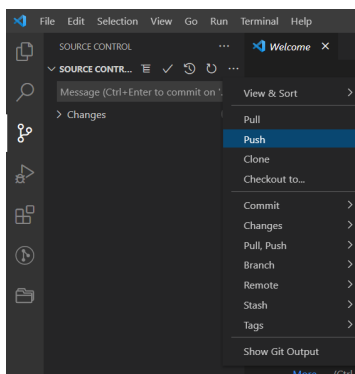 File Edit Selection View Go Run Terminal Help
SOURCE CONTROL ...
Welcome
SOURCE CONTR... ...
Message (Ctrl+Enter to commit on '.
Changes
View & Sort
Pull
Push
Clone
Checkout to...
Commit
Changes
Pull, Push
Branch
Remote
Stash
Tags
Show Git Output
More (Ctrl